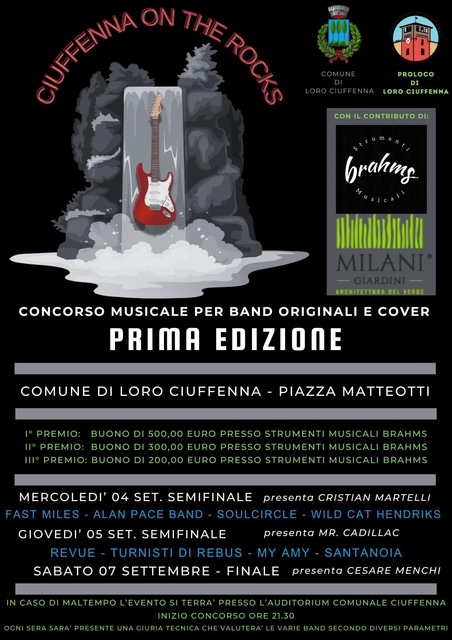 CIUFFENNA ON THE ROCKS
COMUNE
DI
LORO CIUFFENNA
PROLOCO
DI
LORO CIUFFENNA
CON IL CONTRIBUTO DI:
Strumenti
brahms
Musicali
MILANI
GIARDINI
ARCHITETTURA DEL VERDE
CONCORSO MUSICALE PER BAND ORIGINALI E COVER
PRIMA EDIZIONE
COMUNE DI LORO CIUFFENNA - PIAZZA MATTEOTTI
I° PREMIO: BUONO DI 500,00 EURO PRESSO STRUMENTI MUSICALI BRAHMS
II° PREMIO: BUONO DI 300,00 EURO PRESSO STRUMENTI MUSICALI BRAHMS
III° PREMIO: BUONO DI 200,00 EURO PRESSO STRUMENTI MUSICALI BRAHMS
MERCOLEDI' 04 SET. SEMIFINALE presenta CRISTIAN MARTELLI
FAST MILES - ALAN PACE BAND - SOULCIRCLE - WILD CAT HENDRIKS
GIOVEDI' 05 SET. SEMIFINALE presenta MR. CADILLAC
REVUE - TURNISTI DI REBUS - MY AMY - SANTANOIA
SABATO 07 SETTEMBRE - FINALE presenta CESARE MENCHI
IN CASO DI MALTEMPO L'EVENTO SI TERRA' PRESSO L'AUDITORIUM COMUNALE CIUFFENNA
INIZIO CONCORSO ORE 21.30
OGNI SERA SARA' PRESENTE UNA GIURIA TECNICA CHE VALUTERA' LE VARIE BAND SECONDO DIVERSI PARAMETRI